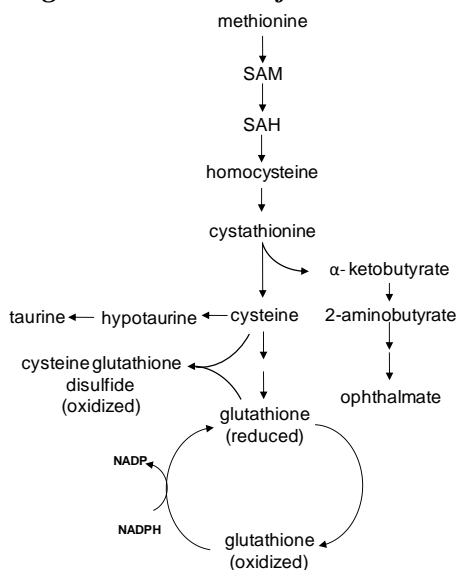 methionine
SAM
SAH
homocysteine
cystathionine
α- ketobutyrate
taurine
hypotaurine
cysteine
2-aminobutyrate
cysteine glutathione
disulfide
(oxidized)
ophthalmate
glutathione
(reduced)
NADP
NADPH
glutathione
(oxidized)